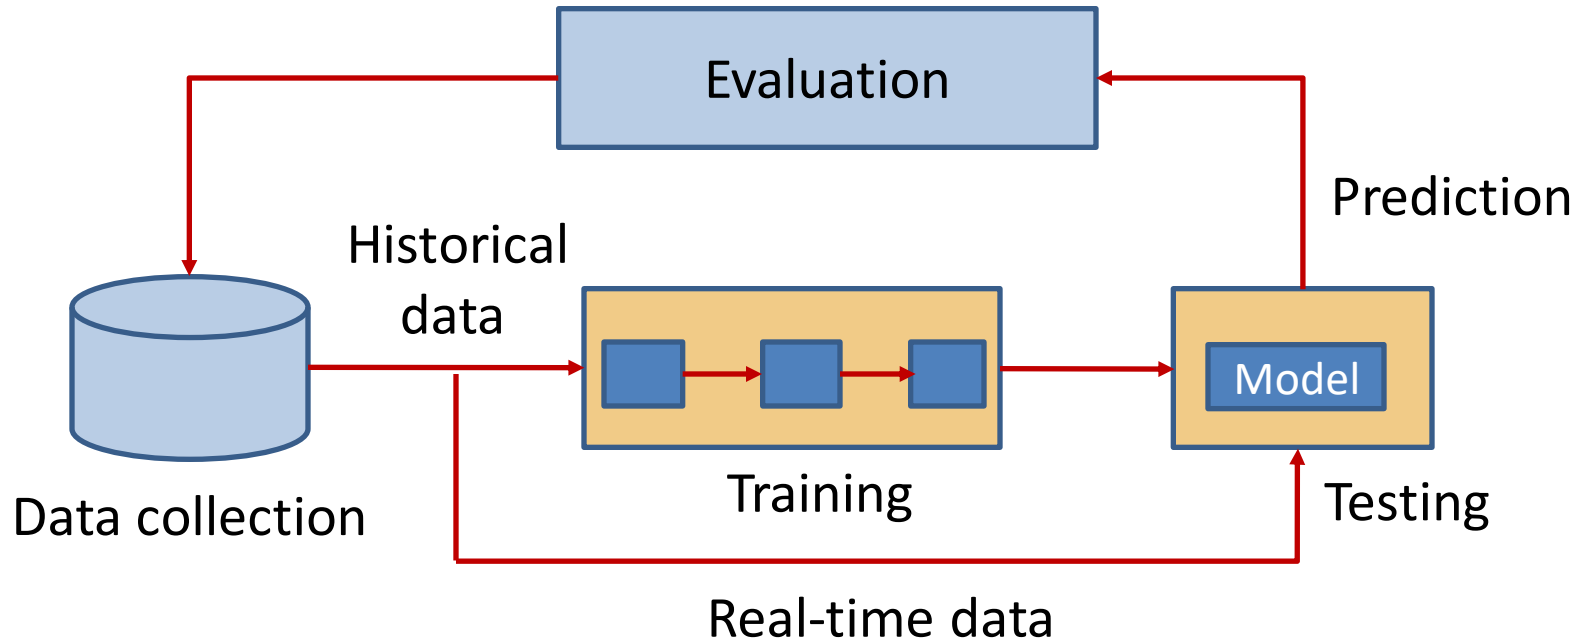 Evaluation
Prediction
Historical
data
Model
Training
Testing
Data collection
Real-time data